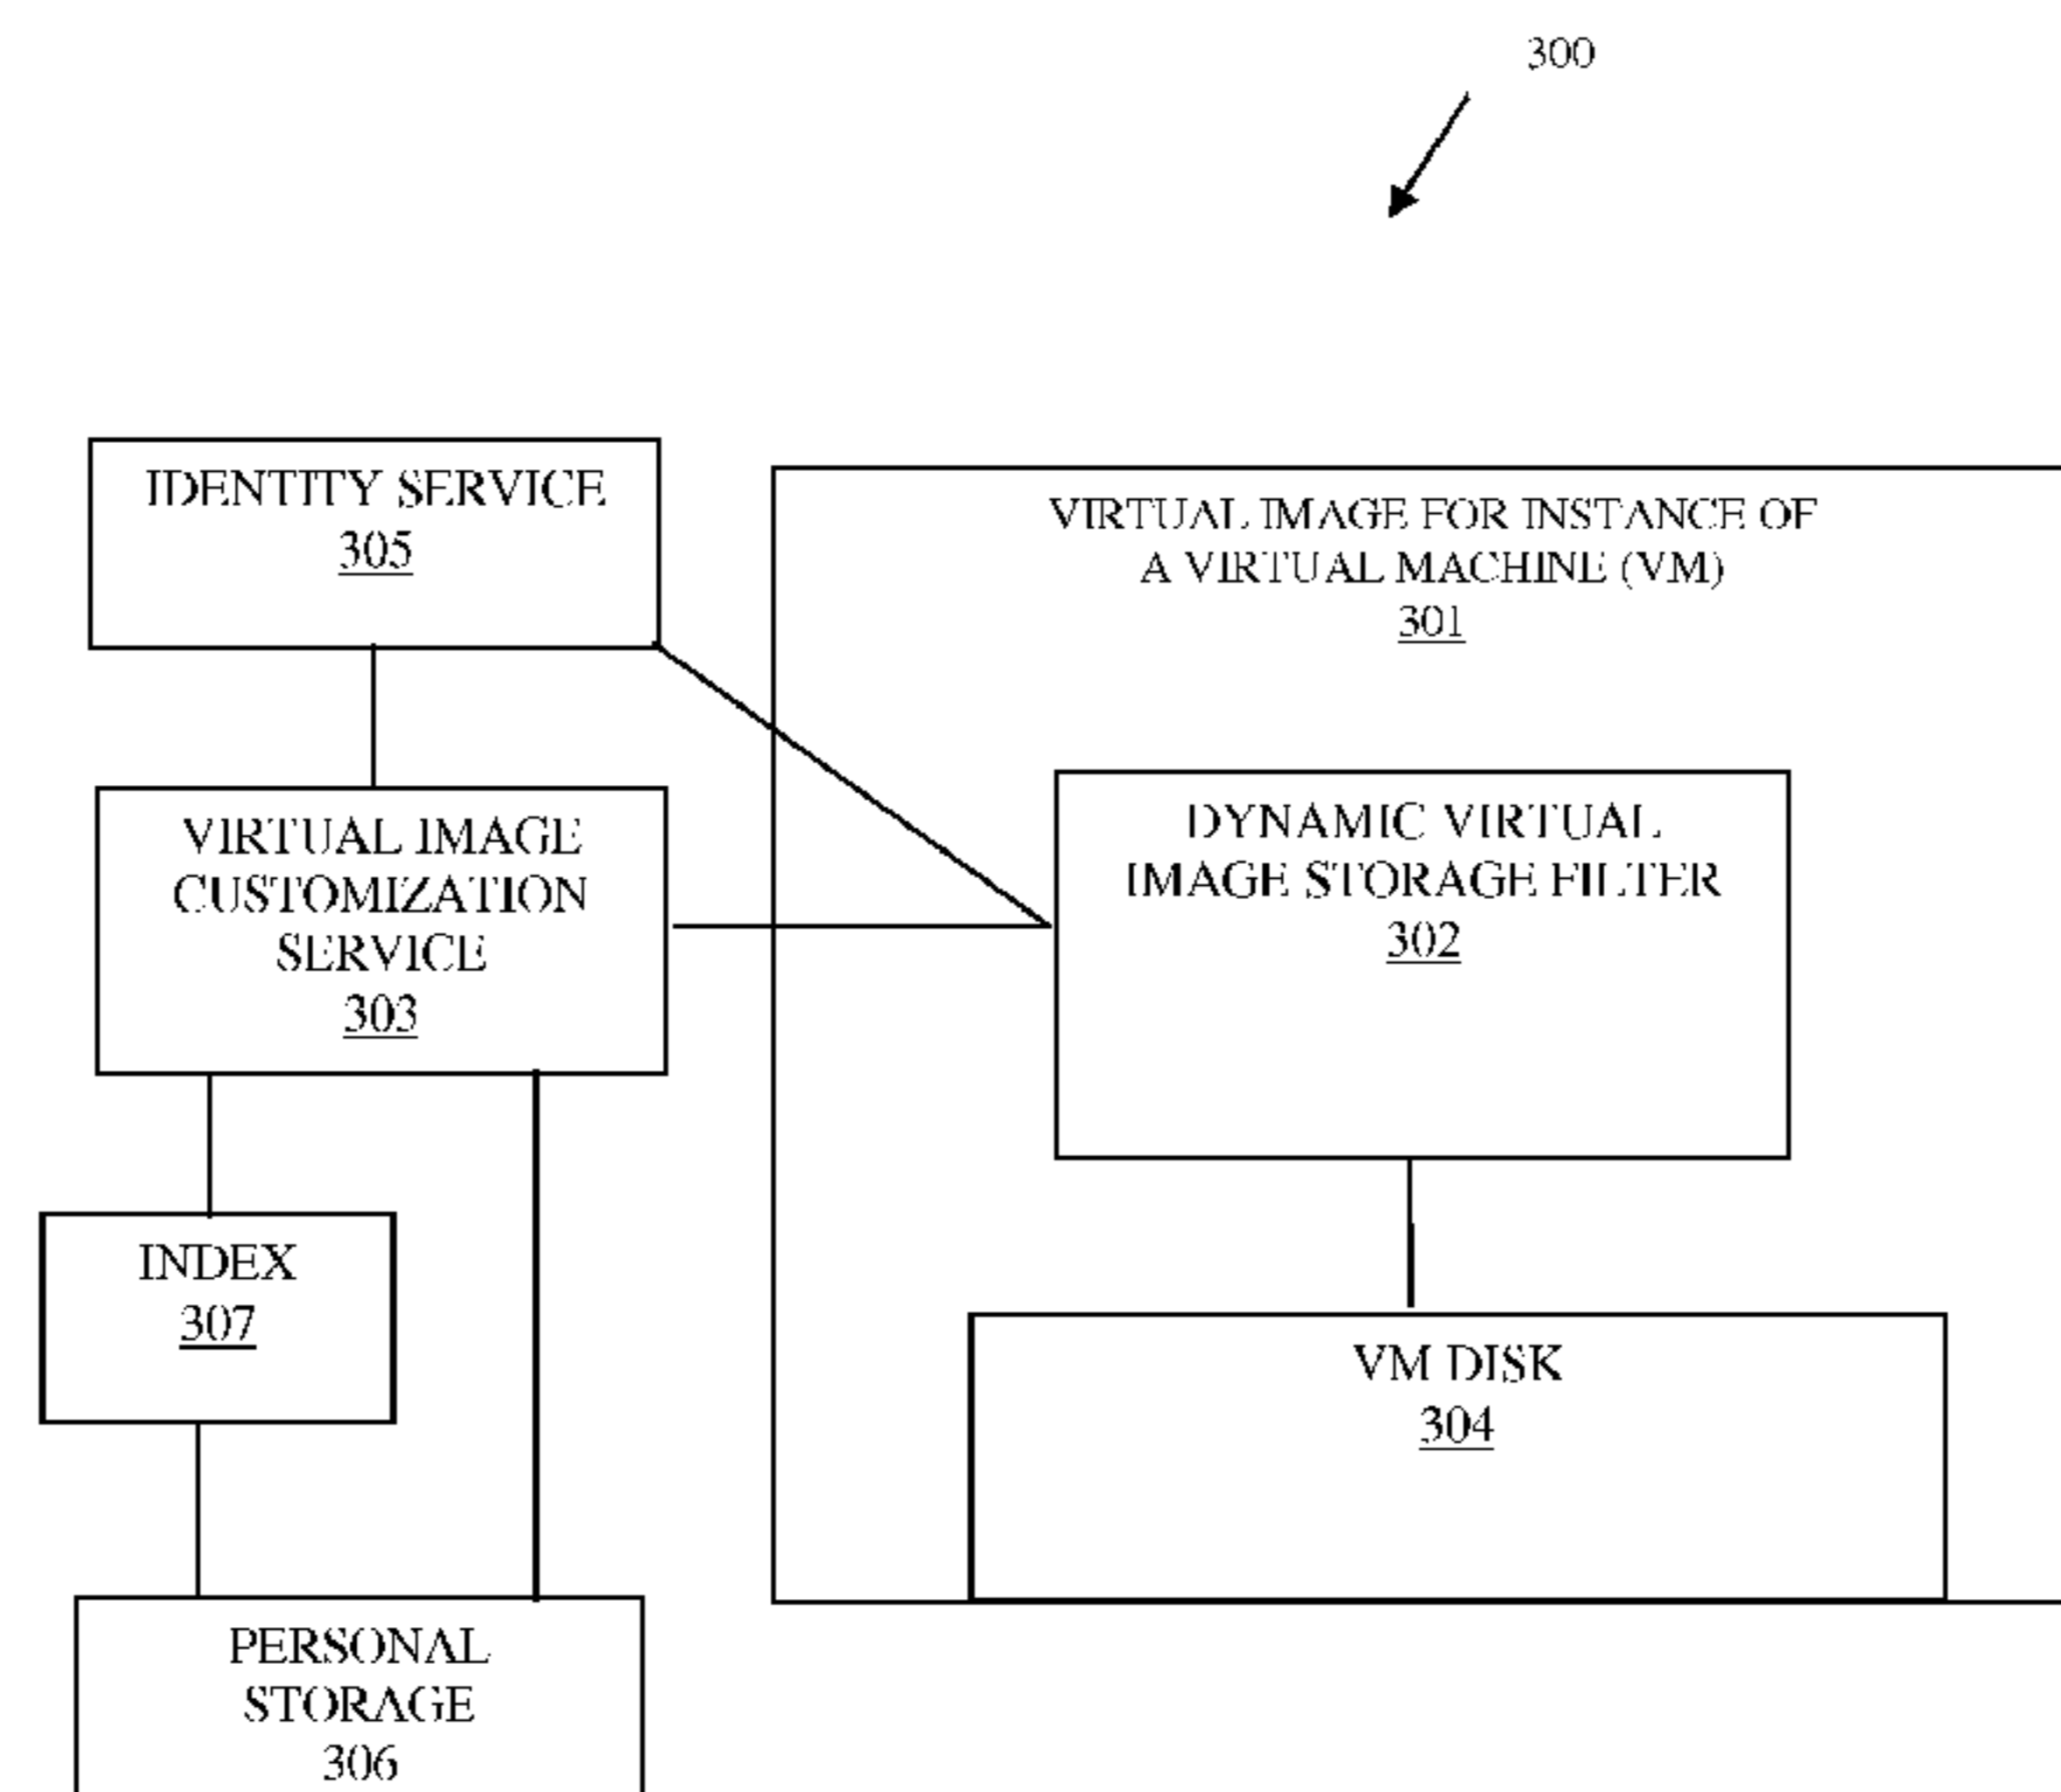 300
IDENTITY SERVICE
305
VIRTUAL IMAGE FOR INSTANCE OF
A VIRTUAL MACHINE (VM)
301
VIRTUAL IMAGE
CUSTOMIZATION
SERVICE
303
DYNAMIC VIRTUAL
IMAGE STORAGE FILTER
302
INDEX
307
VM DISK
304
PERSONAL
STORAGE
306